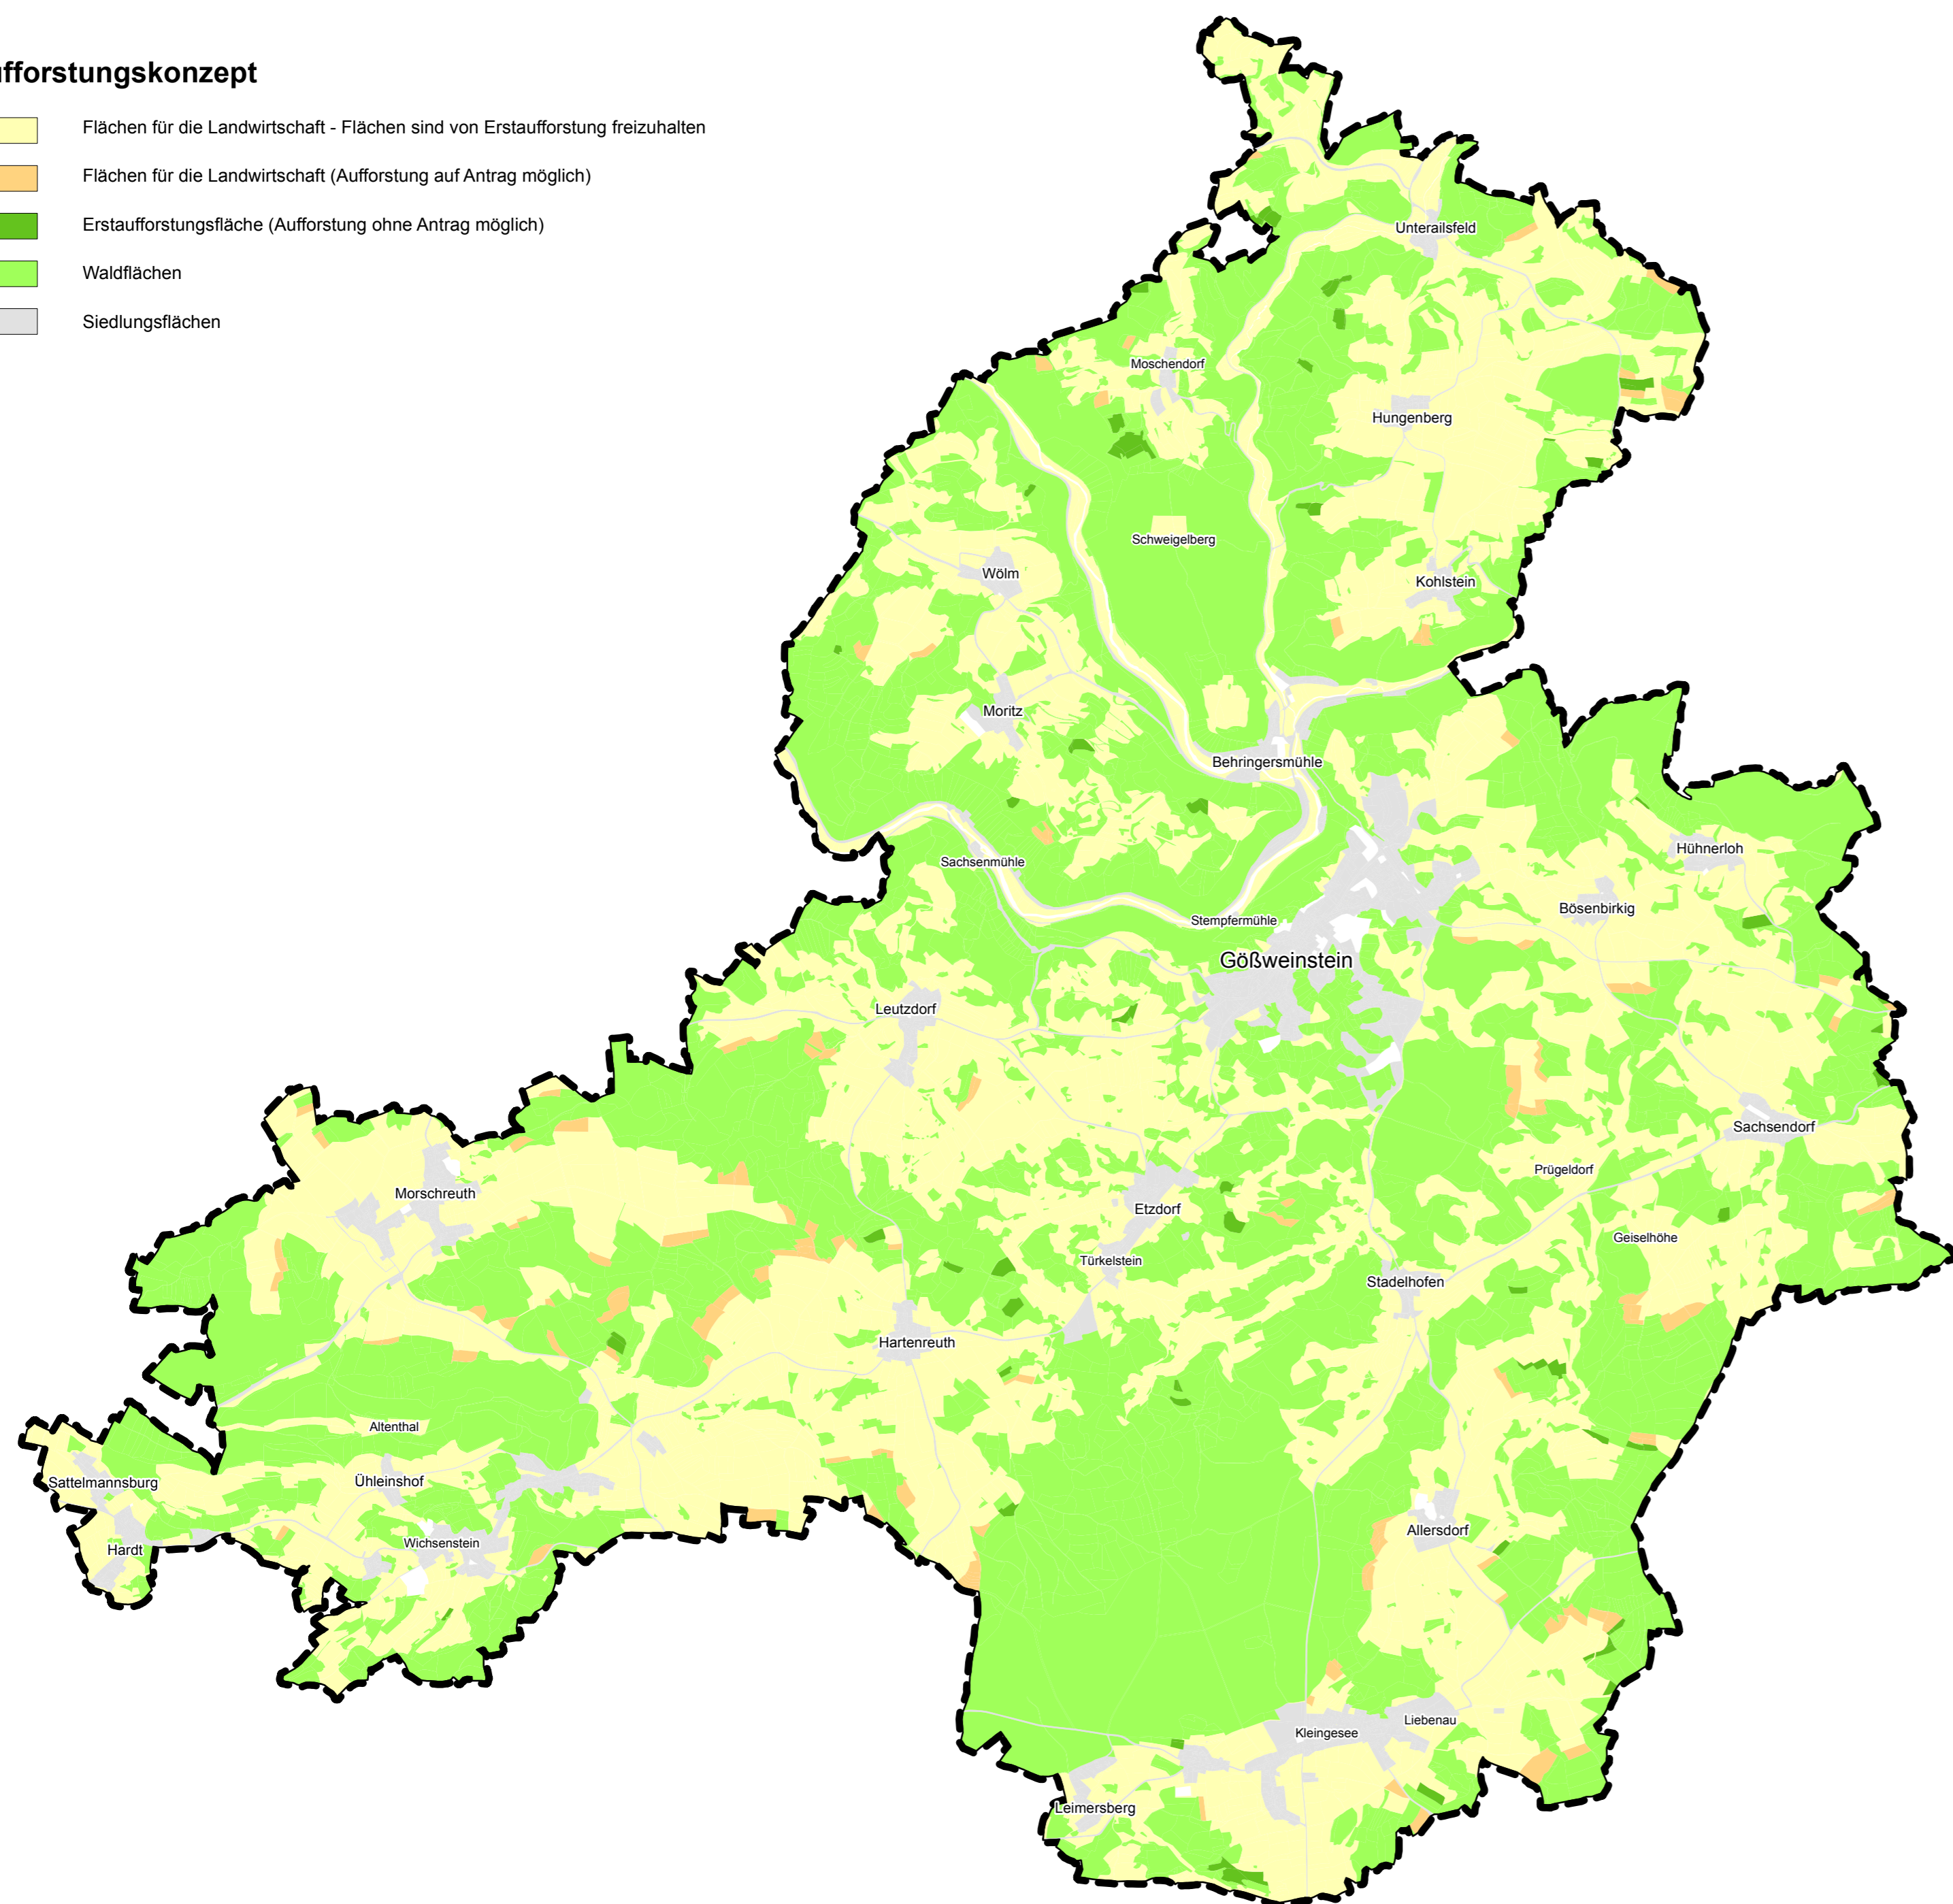 ufforstungskonzept
Flächen für die Landwirtschaft - Flächen sind von Erstaufforstung freizuhalten
Flächen für die Landwirtschaft (Aufforstung auf Antrag möglich)
Erstaufforstungsfläche (Aufforstung ohne Antrag möglich)
Waldflächen
Siedlungsflächen
Unterailsfeld
Moschendorf
Hungenberg
Schweigelberg
Wölm
Kohlstein
Moritz
Behringersmühle
Hühnerloh
Sachsenmühle
Bösenbirkig
Stempfermühle
Gößweinstein
Leutzdorf
Sachsendorf
Prügeldorf
Morschreuth
Etzdorf
Geiselhöhe
Türkelstein
Stadelhofen
Hartenreuth
Altenthal
Sattelmannsburg
Ühleinshof
Allersdorf
Wichsenstein
Hardt
Liebenau
Kleingesee
Leimersberg